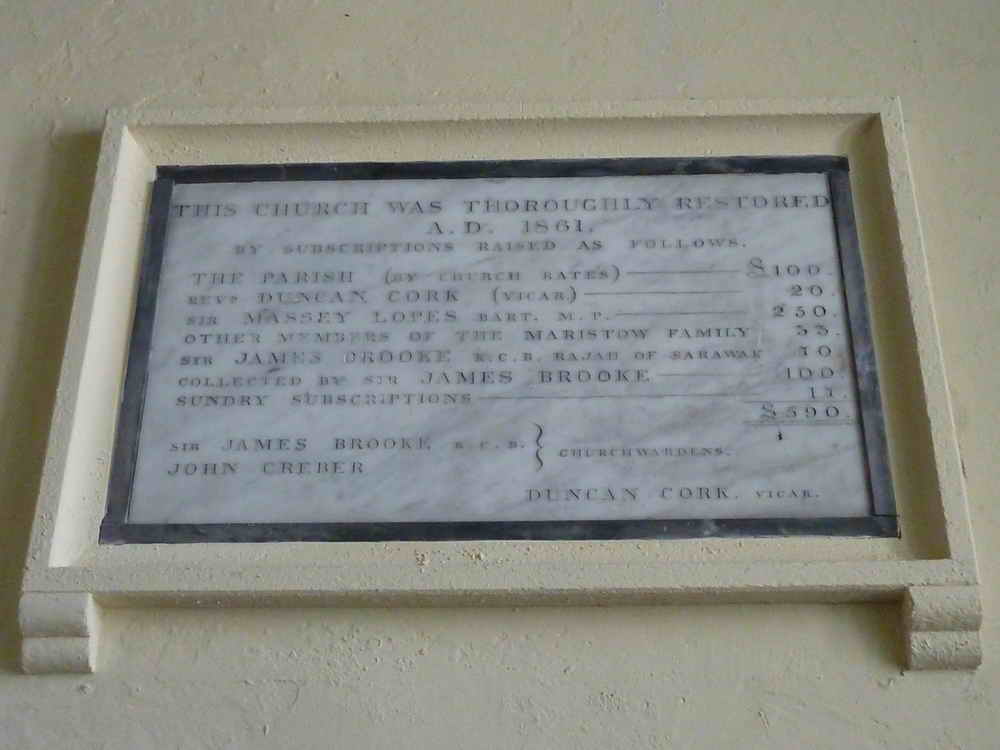 THIS CHURCH WAS THOROUGHLY RESTORED
A.D. 1861.
BY SUBSCRIPTIONS RAISED AS FOLLOWS.
THE PARISH (BY CHURCH RATES) £100.
REVD DUNCAN CORK (VICAR) 20.
SIR MASSEY LOPES BART. M.P. 250.
OTHER MEMBERS OF THE MARISTOW FAMILY 33.
SIR JAMES BROOKE K.C.B. RAJAH OF SARAWAK 70.
COLLECTED BY SIR JAMES BROOKE 100
SUNDRY SUBSCRIPTIONS 17.
£590.
SIR JAMES BROOKE, K.C.B.
JOHN CREBER
} CHURCHWARDENS.
DUNCAN CORK. VICAR.